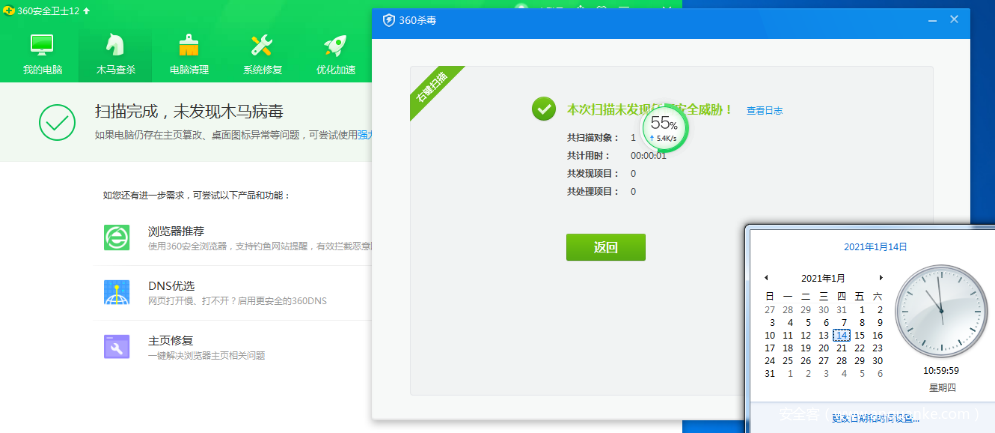 360安全卫士12
我的电脑
木马查杀
电脑清理
系统修复
优化加速
扫描完成，未发现木马病毒
如果电脑仍存在主页篡改、桌面图标异常等问题，可尝试使用强
如您还有进一步需求，可尝试以下产品和功能：
浏览器推荐
使用360安全浏览器，支持钓鱼网站提醒，有效拦截恶意
DNS优选
网页打开慢、打不开？启用更安全的360DNS
主页修复
一键解决浏览器主页相关问题
360杀毒
右键扫描
本次扫描未发现 安全威胁！ 查看日志
共扫描对象： 1
共计用时： 00:00:01
共发现项目： 0
共处理项目： 0
55%
5.4K/s
返回
2021年1月14日
2021年1月
日 一 二 三 四 五 六
27 28 29 30 31 1 2
3 4 5 6 7 8 9
10 11 12 13 14 15 16
17 18 19 20 21 22 23
24 25 26 27 28 29 30
31 1 2 3 4 5 6
10:59:59
星期四
更改日期和时间设置...
安全客